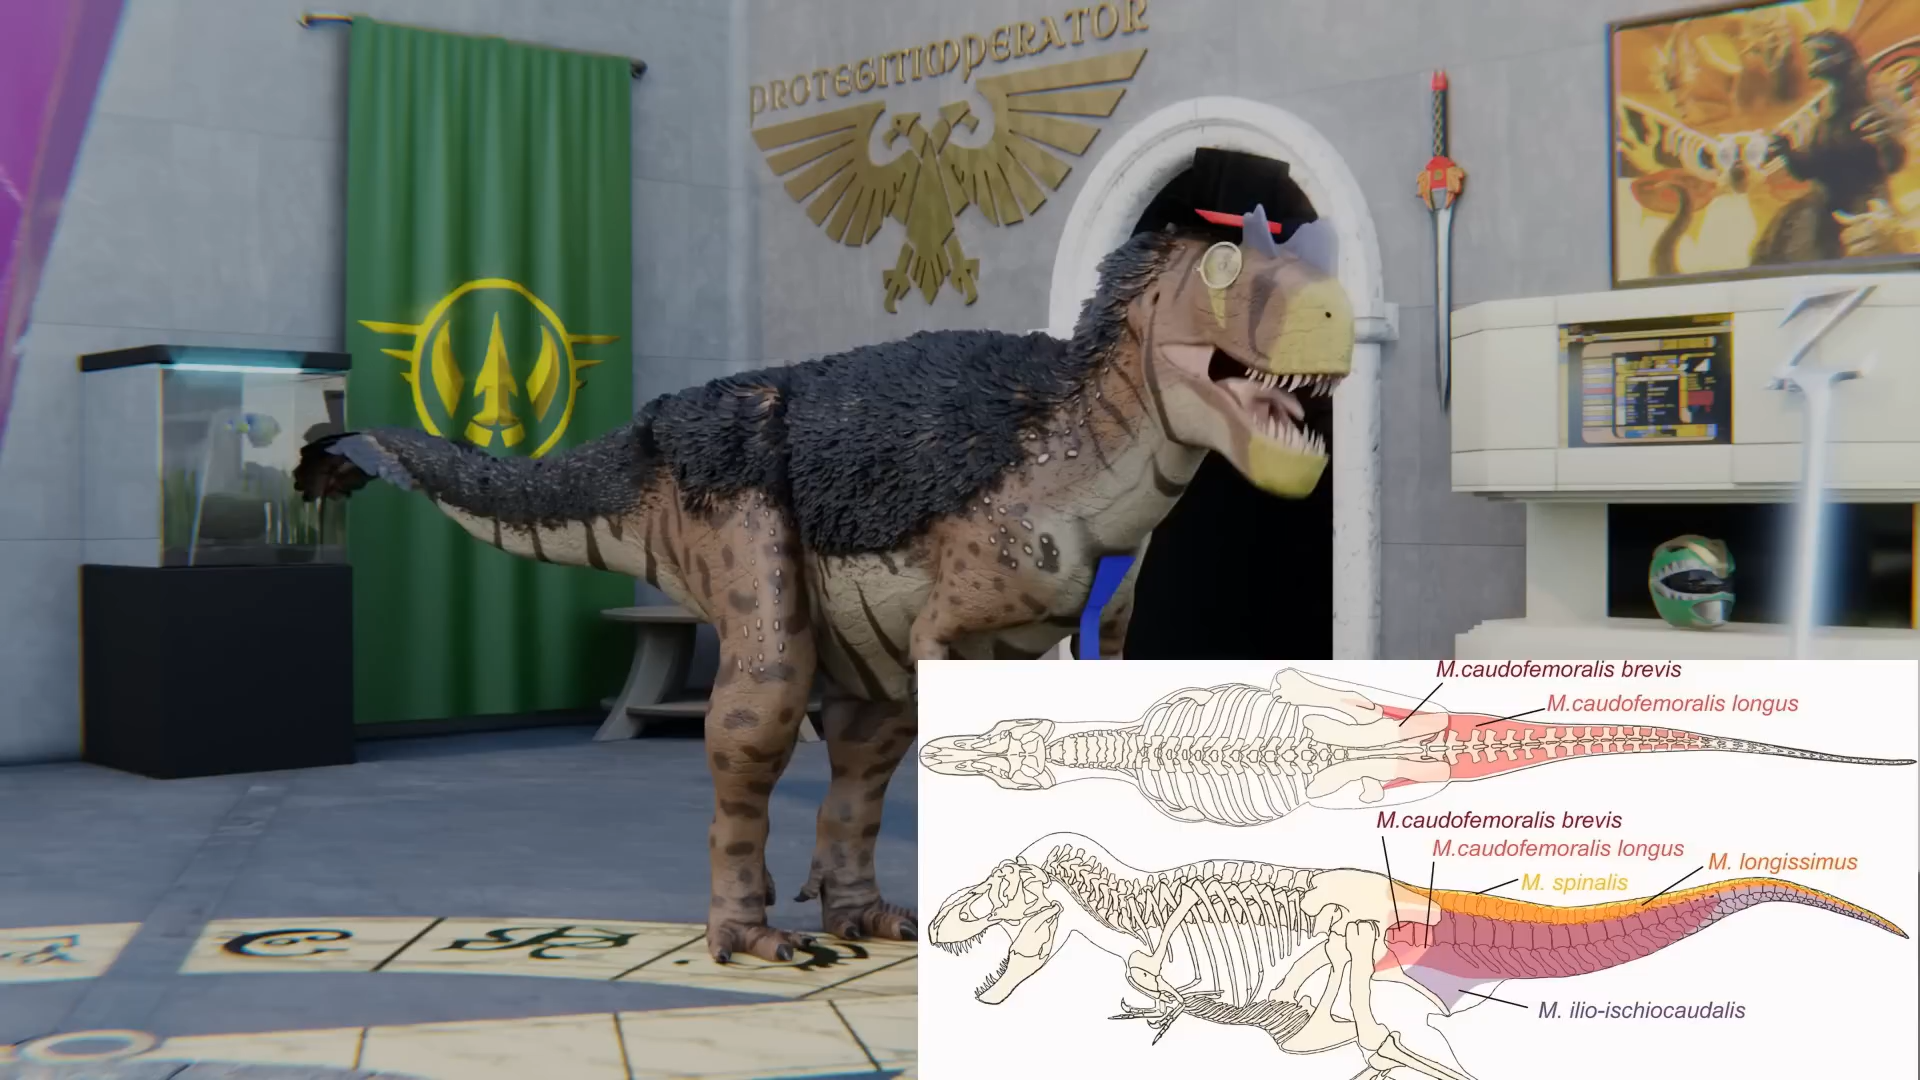 PROTEGITIMPERATOR
M.caudofemoralis brevis
M.caudofemoralis longus
M.caudofemoralis brevis
M.caudofemoralis longus
M. longissimus
M. spinalis
M. ilio-ischiocaudalis